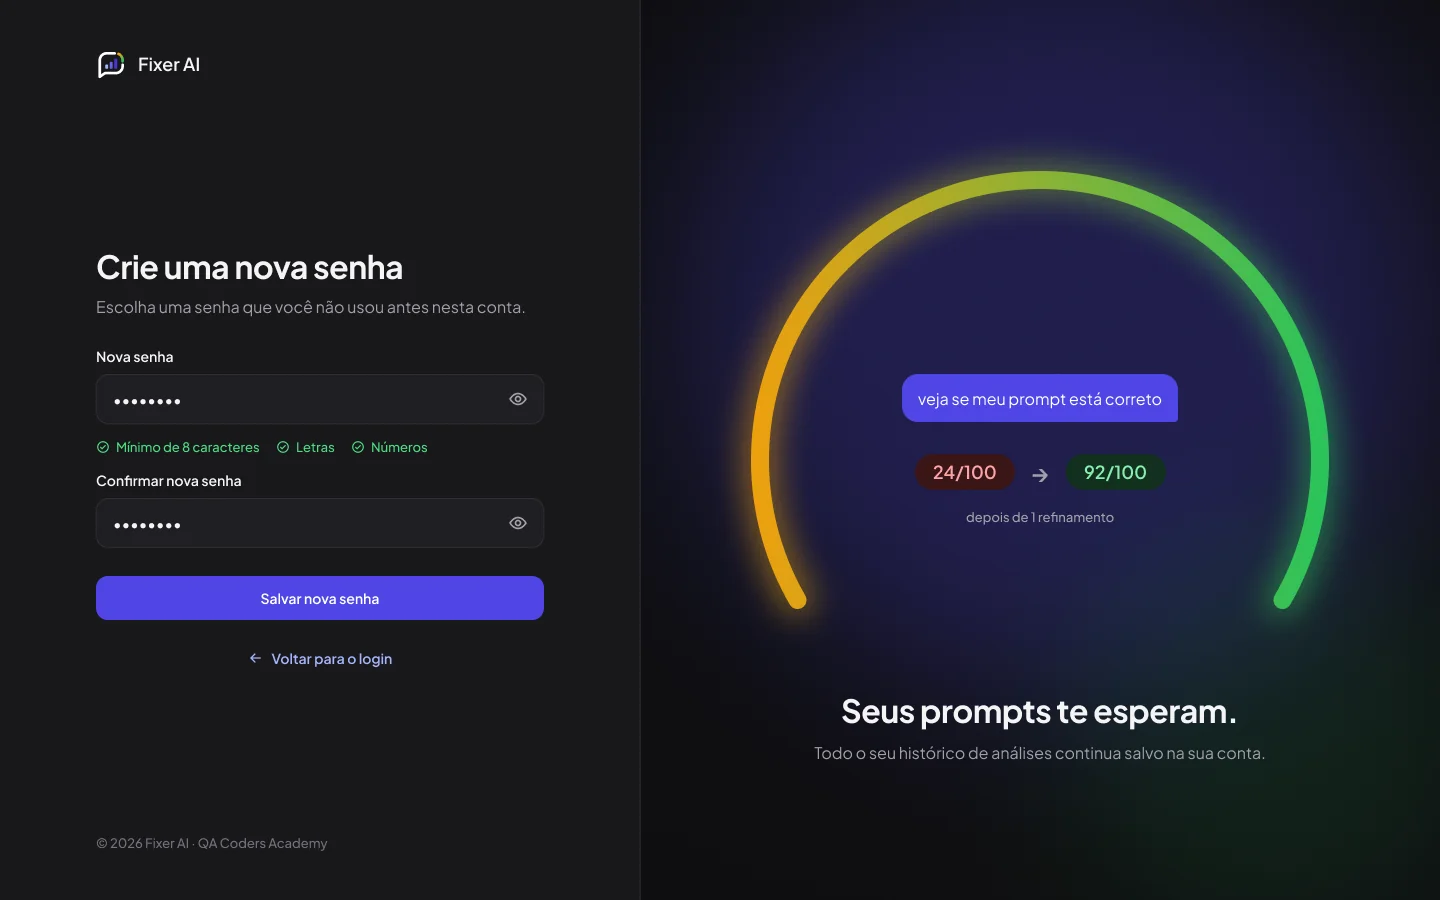 Fixer AI
Crie uma nova senha
Escolha uma senha que você não usou antes nesta conta.
Nova senha
••••••••
Mínimo de 8 caracteres Letras Números
Confirmar nova senha
••••••••
Salvar nova senha
← Voltar para o login
© 2026 Fixer AI · QA Coders Academy
veja se meu prompt está correto
24/100 → 92/100
depois de 1 refinamento
Seus prompts te esperam.
Todo o seu histórico de análises continua salvo na sua conta.